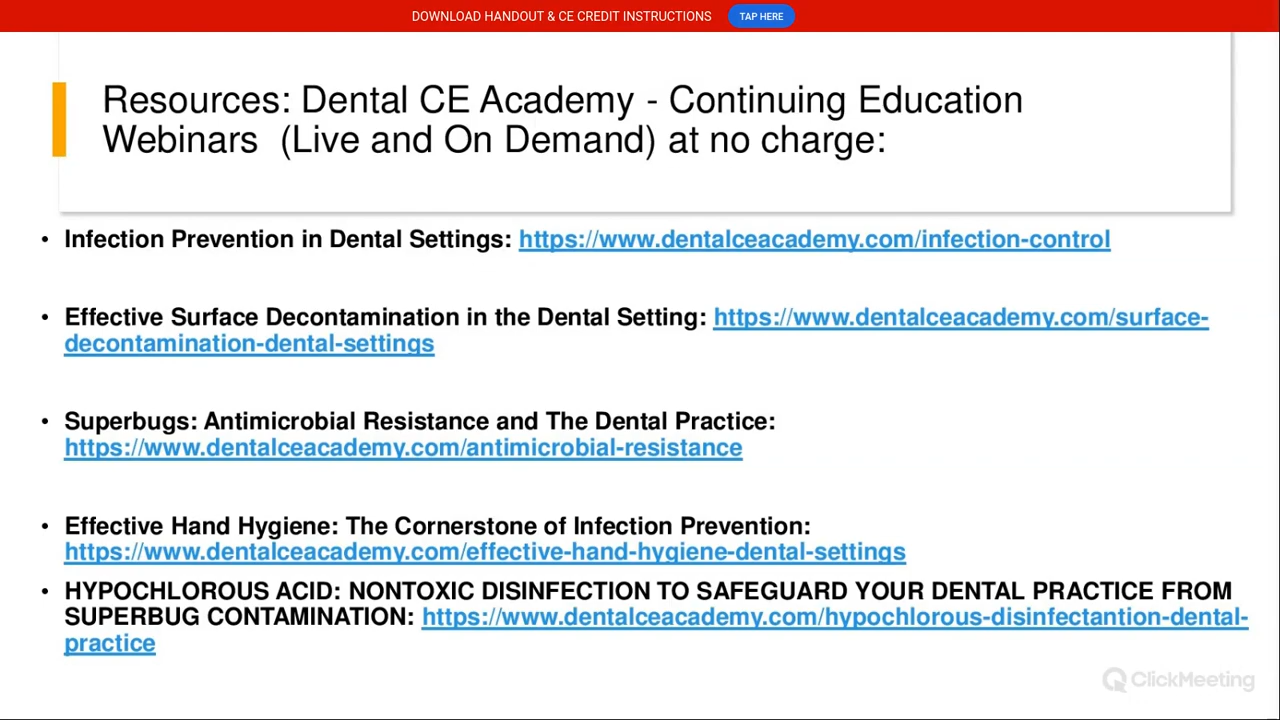 DOWNLOAD HANDOUT & CE CREDIT INSTRUCTIONS TAP HERE
Resources: Dental CE Academy - Continuing Education
Webinars (Live and On Demand) at no charge:
• Infection Prevention in Dental Settings: https://www.dentalceacademy.com/infection-control
• Effective Surface Decontamination in the Dental Setting: https://www.dentalceacademy.com/surface-
decontamination-dental-settings
• Superbugs: Antimicrobial Resistance and The Dental Practice:
https://www.dentalceacademy.com/antimicrobial-resistance
• Effective Hand Hygiene: The Cornerstone of Infection Prevention:
https://www.dentalceacademy.com/effective-hand-hygiene-dental-settings
• HYPOCHLOROUS ACID: NONTOXIC DISINFECTION TO SAFEGUARD YOUR DENTAL PRACTICE FROM
SUPERBUG CONTAMINATION: https://www.dentalceacademy.com/hypochlorous-disinfectantion-dental-
practice
ClickMeeting